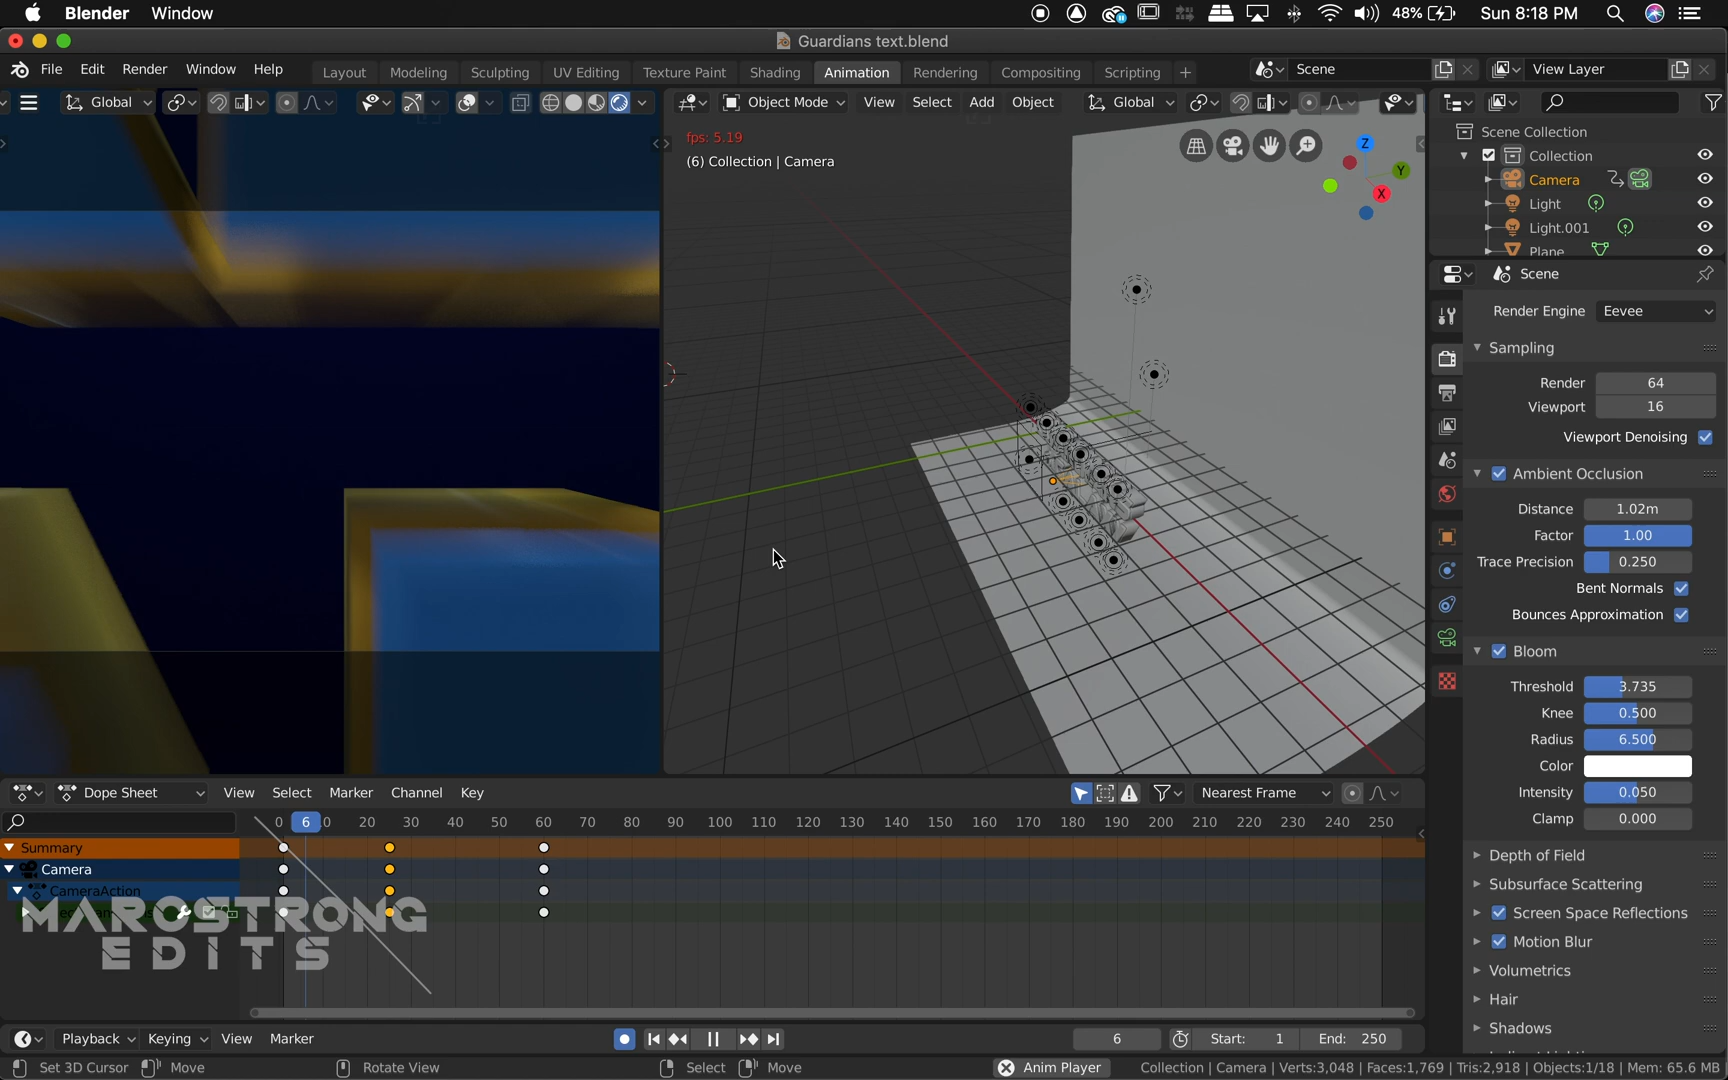 Blender Window
48% Sun 8:18 PM
Guardians text.blend
File Edit Render Window Help
Layout Modeling Sculpting UV Editing Texture Paint Shading Animation Rendering Compositing Scripting +
Scene View Layer
Global
Object Mode View Select Add Object Global
fps: 5.19
(6) Collection | Camera
Z
Y
X
Scene Collection
Collection
Camera
Light
Light.001
Plane
Scene
Render Engine Eevee
Sampling
Render 64
Viewport 16
Viewport Denoising
Ambient Occlusion
Distance 1.02m
Factor 1.00
Trace Precision 0.250
Bent Normals
Bounces Approximation
Bloom
Threshold 3.735
Knee 0.500
Radius 6.500
Color
Intensity 0.050
Clamp 0.000
Depth of Field
Subsurface Scattering
Screen Space Reflections
Motion Blur
Volumetrics
Hair
Shadows
Dope Sheet View Select Marker Channel Key Nearest Frame
0 6 20 30 40 50 60 70 80 90 100 110 120 130 140 150 160 170 180 190 200 210 220 230 240 250
Summary
Camera
CameraAction
MAROSTRONG
EDITS
Playback Keying View Marker 6 Start: 1 End: 250
Set 3D Cursor Move Rotate View Select Move Anim Player Collection | Camera | Verts:3,048 | Faces:1,769 | Tris:2,918 | Objects:1/18 | Mem: 65.6 MB